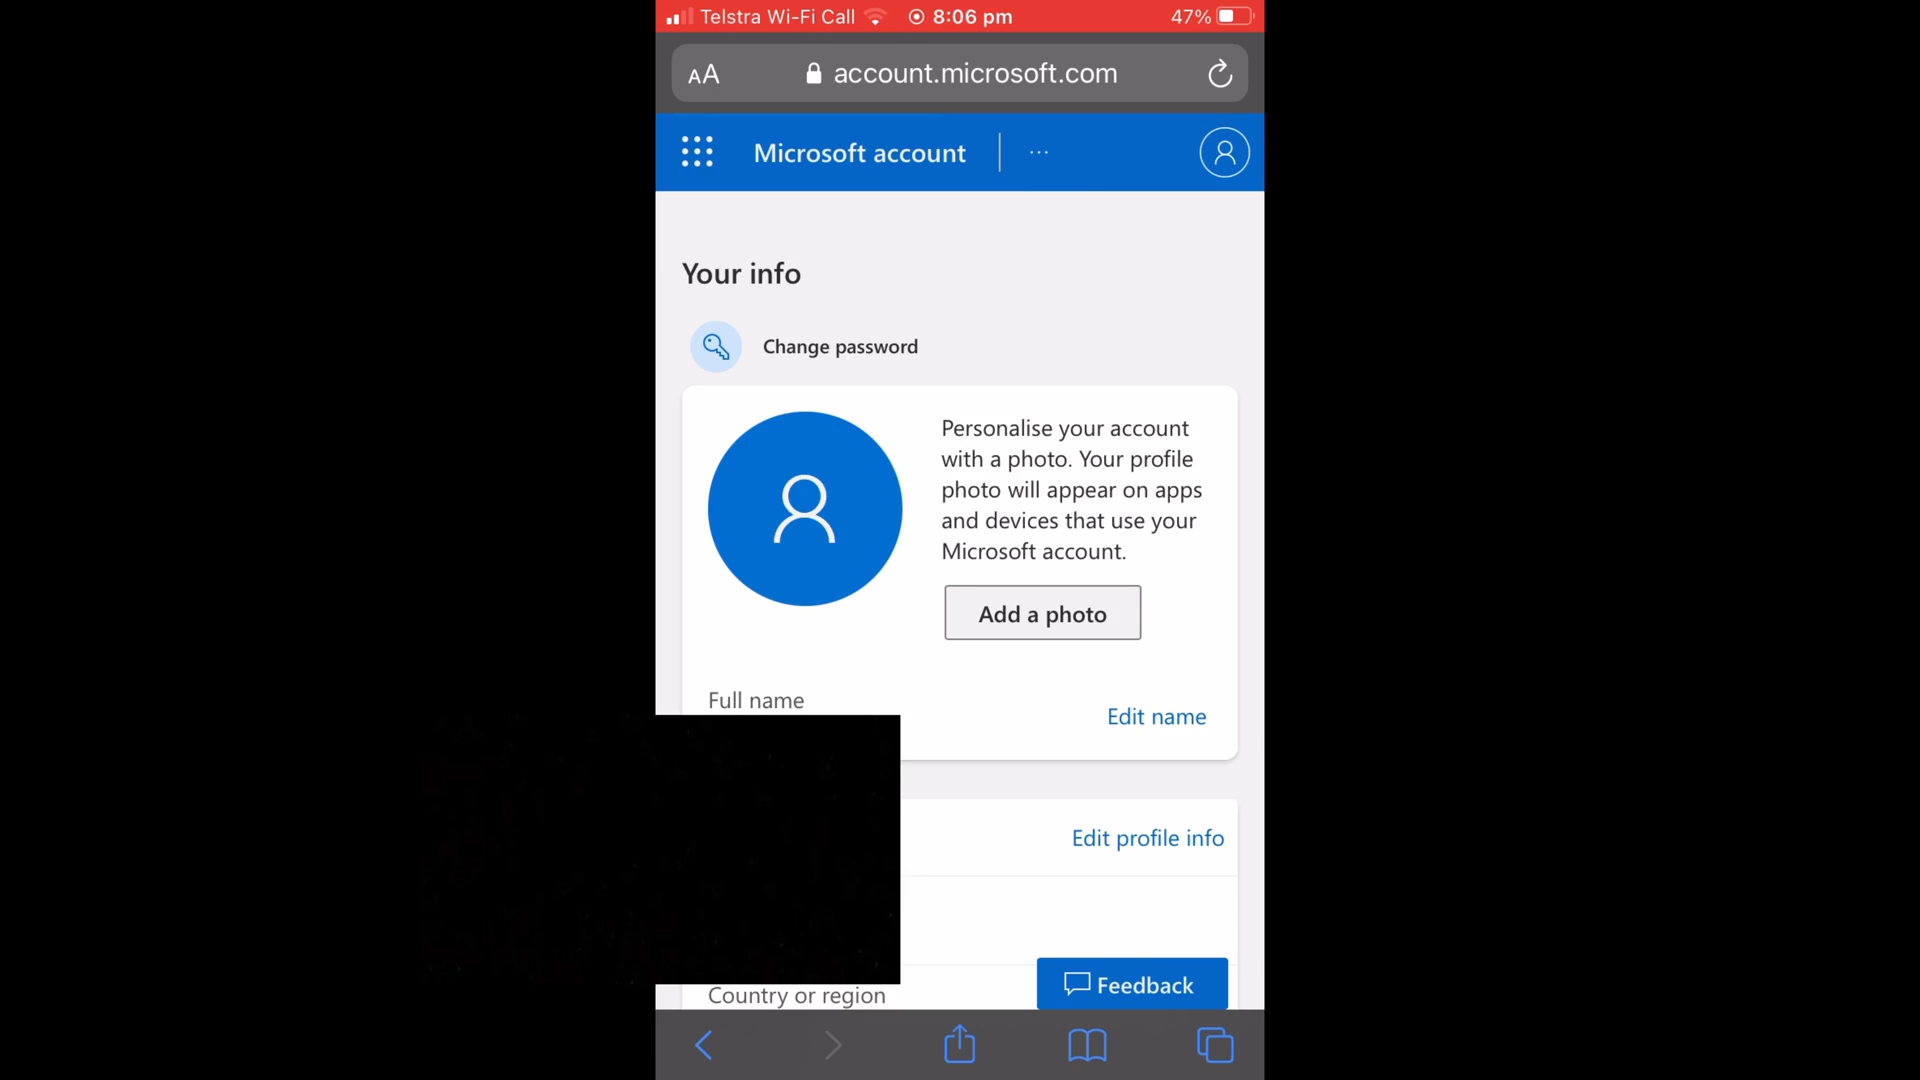 Telstra Wi-Fi Call 8:06 pm 47%
AA account.microsoft.com
Microsoft account | ...
Your info
Change password
Personalise your account
with a photo. Your profile
photo will appear on apps
and devices that use your
Microsoft account.
Add a photo
Full name
Edit name
Edit profile info
Country or region
Feedback